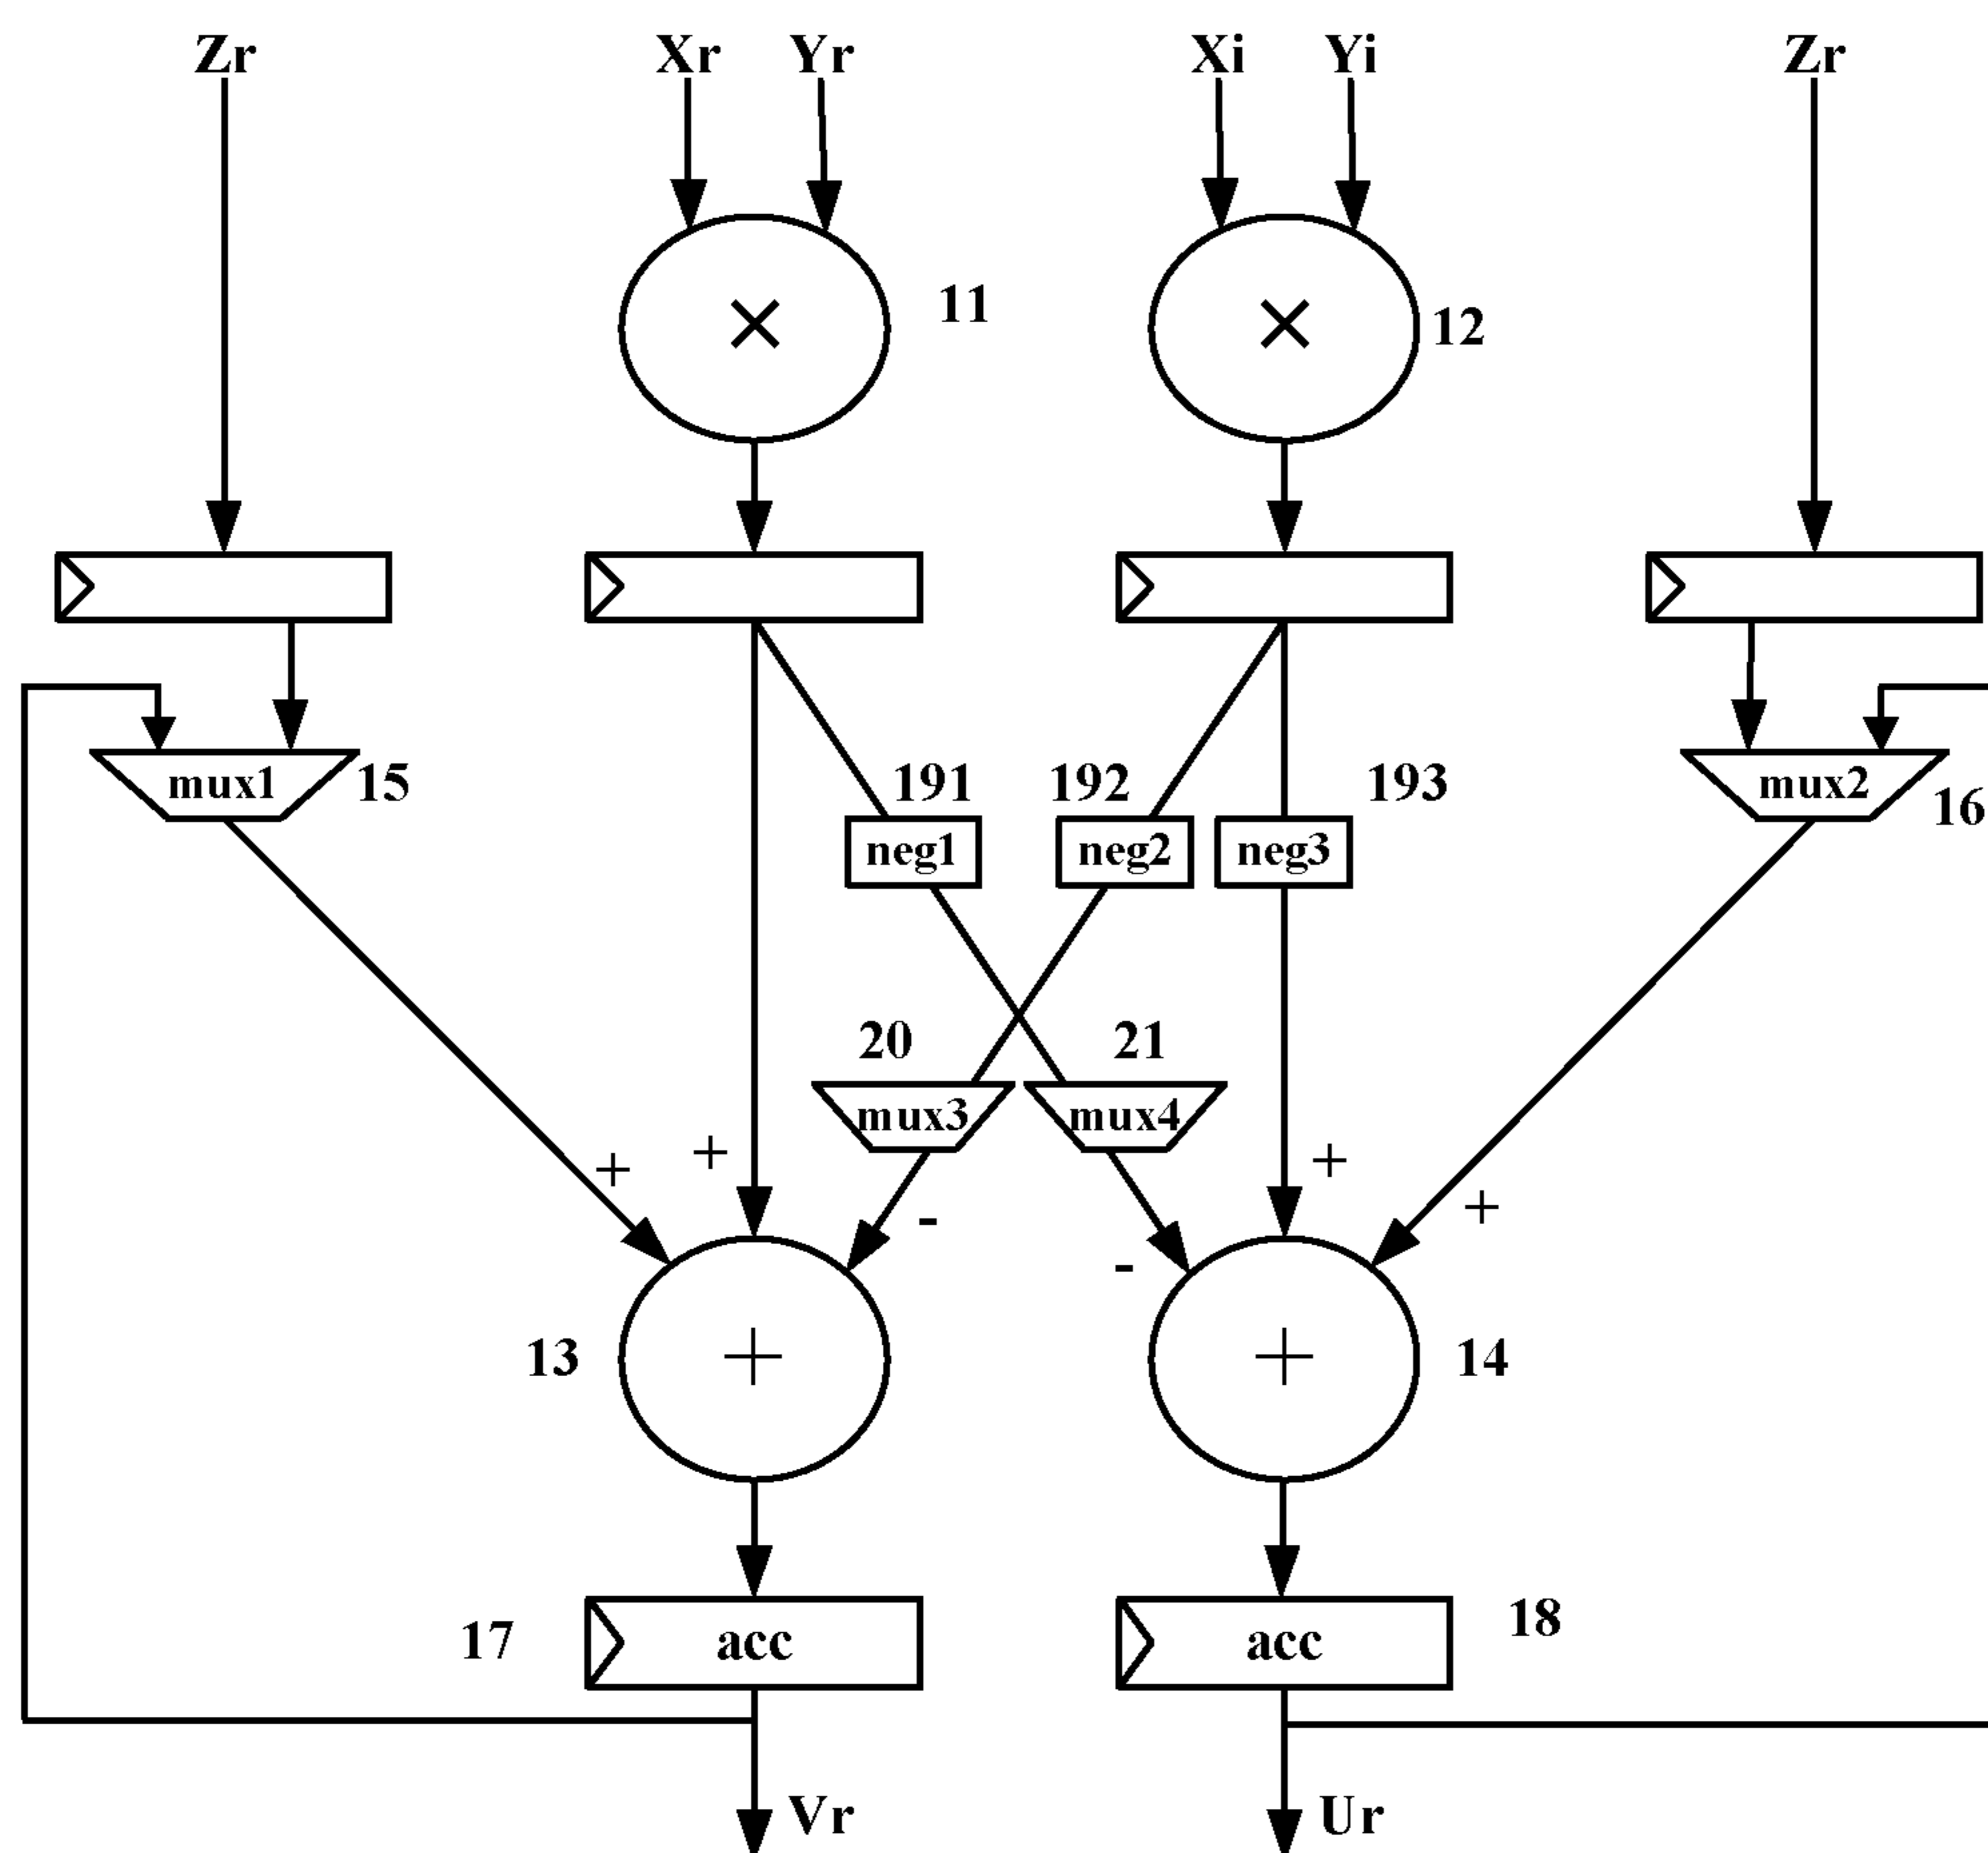 Zr Xr Yr Xi Yi Zr
× 11 × 12
mux1 15 191 192 193 mux2 16
neg1 neg2 neg3
20 21
mux3 mux4
+ + - - + +
13 + + 14
17 acc acc 18
Vr Ur